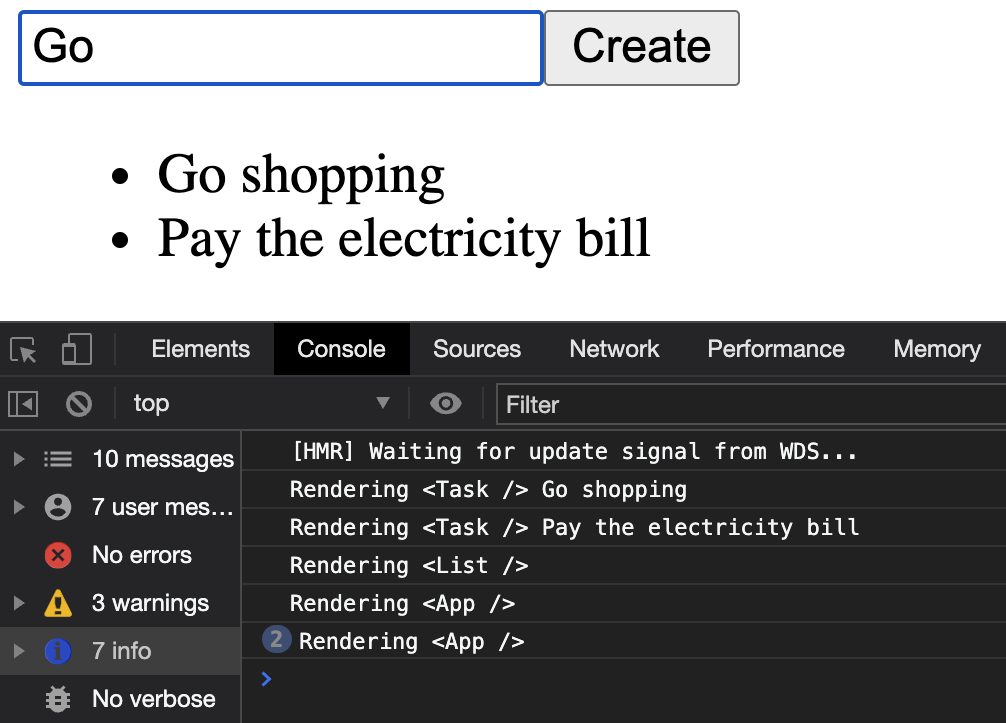 Go Create
• Go shopping
• Pay the electricity bill
Elements Console Sources Network Performance Memory
top Filter
10 messages
7 user mes...
No errors
3 warnings
7 info
No verbose
[HMR] Waiting for update signal from WDS...
Rendering <Task /> Go shopping
Rendering <Task /> Pay the electricity bill
Rendering <List />
Rendering <App />
2 Rendering <App />